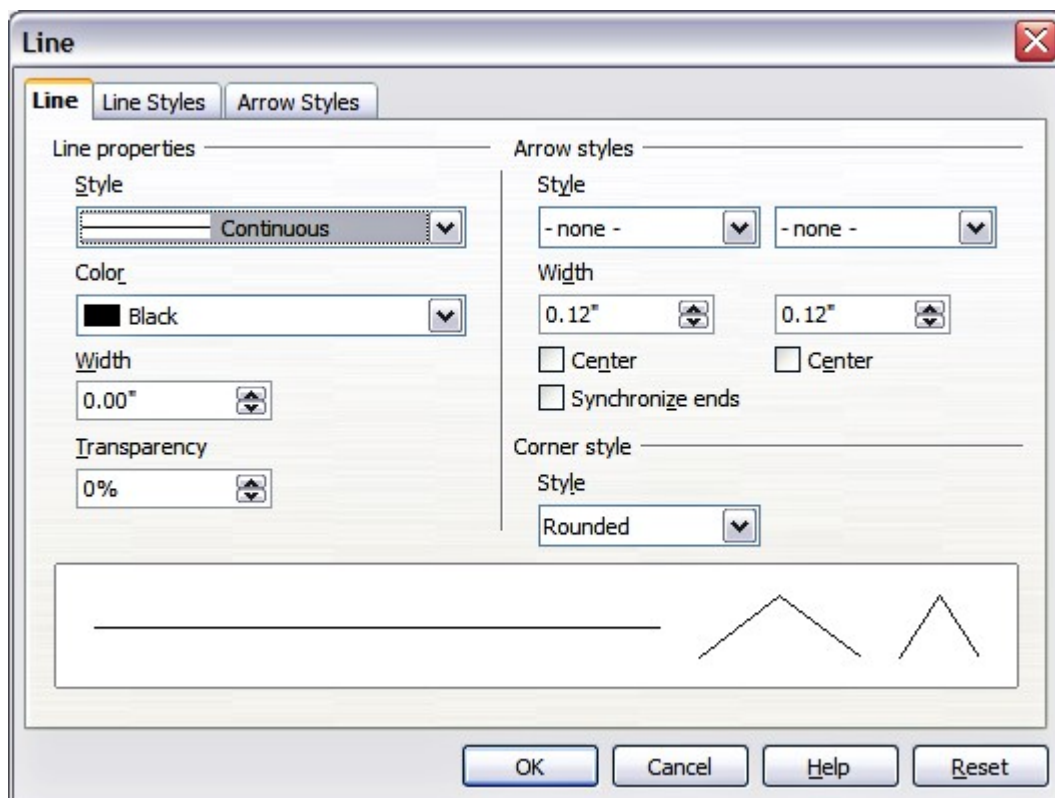 Line
Line Line Styles Arrow Styles
Line properties
Style
Continuous
Color
Black
Width
0.00"
Transparency
0%
Arrow styles
Style
- none - - none -
Width
0.12" 0.12"
Center Center
Synchronize ends
Corner style
Style
Rounded
OK Cancel Help Reset